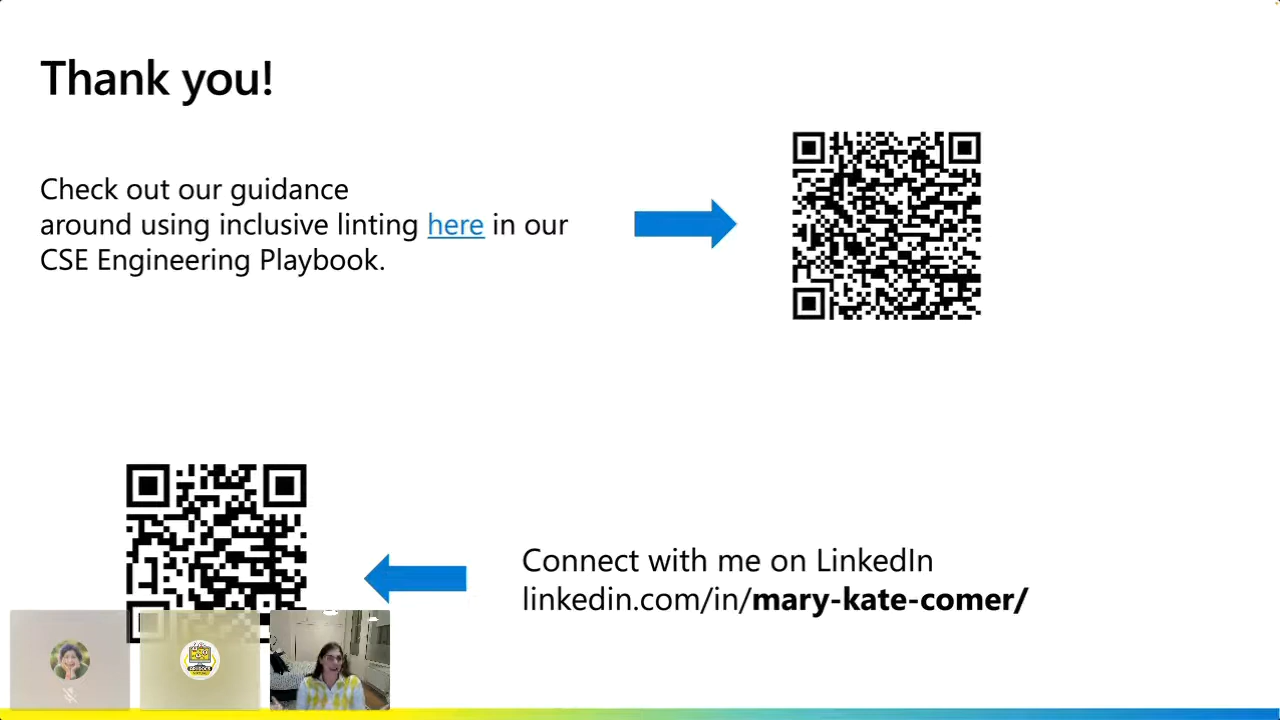 Thank you!
Check out our guidance
around using inclusive linting here in our
CSE Engineering Playbook.
Connect with me on LinkedIn
linkedin.com/in/mary-kate-comer/